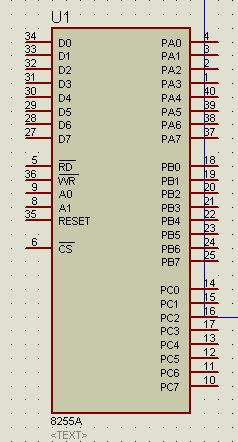 U1
34 D0 PA0 4
33 D1 PA1 3
32 D2 PA2 2
31 D3 PA3 1
30 D4 PA4 40
29 D5 PA5 39
28 D6 PA6 38
27 D7 PA7 37
5 RD PB0 18
36 WR PB1 19
9 A0 PB2 20
8 A1 PB3 21
35 RESET PB4 22
PB5 23
6 CS PB6 24
PB7 25
PC0 14
PC1 15
PC2 16
PC3 17
PC4 13
PC5 12
PC6 11
PC7 10
8255A
<TEXT>